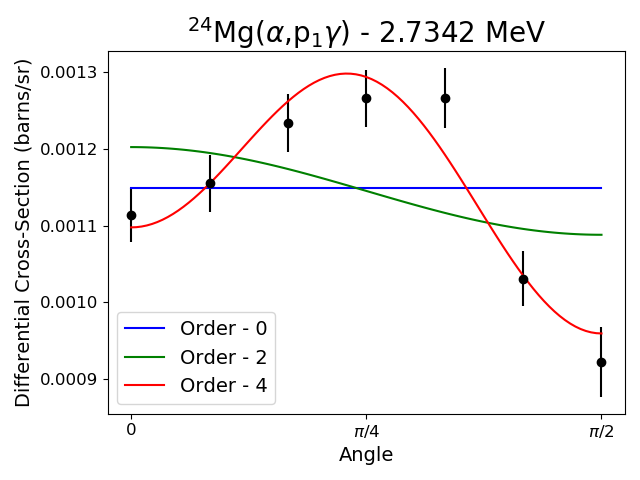 ²⁴Mg(α,p₁γ) - 2.7342 MeV
Differential Cross-Section (barns/sr)
0.0013
0.0012
0.0011
0.0010
0.0009
Order - 0
Order - 2
Order - 4
0
π/4
π/2
Angle